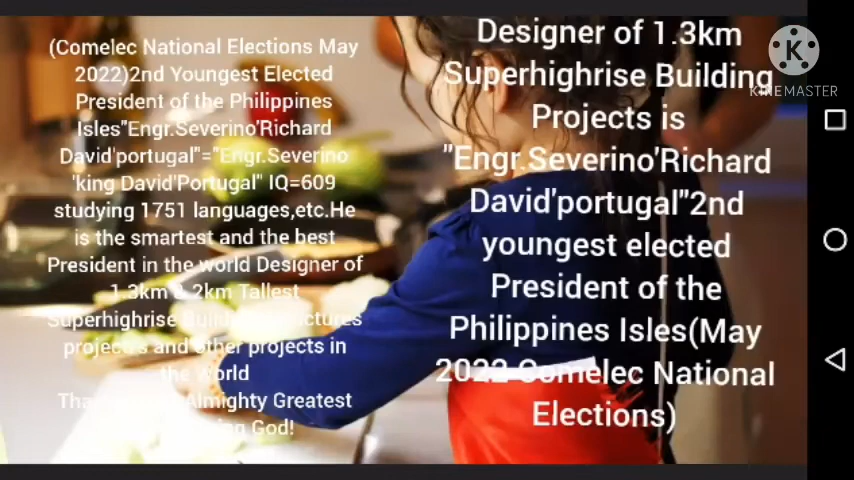 (Comelec National Elections May
2022)2nd Youngest Elected
President of the Philippines
Isles"Engr.Severino'Richard
David'portugal"="Engr.Severino
'king David'Portugal" IQ=609
studying 1751 languages,etc.He
is the smartest and the best
President in the world Designer of
1.3km & 2km Tallest
Superhighrise
projects and other projects in
the world
Almighty Greatest
God!
Designer of 1.3km
Superhighrise Building
Projects is
"Engr.Severino'Richard
David'portugal"2nd
youngest elected
President of the
Philippines Isles(May
2022 Comelec National
Elections)
KINEMASTER